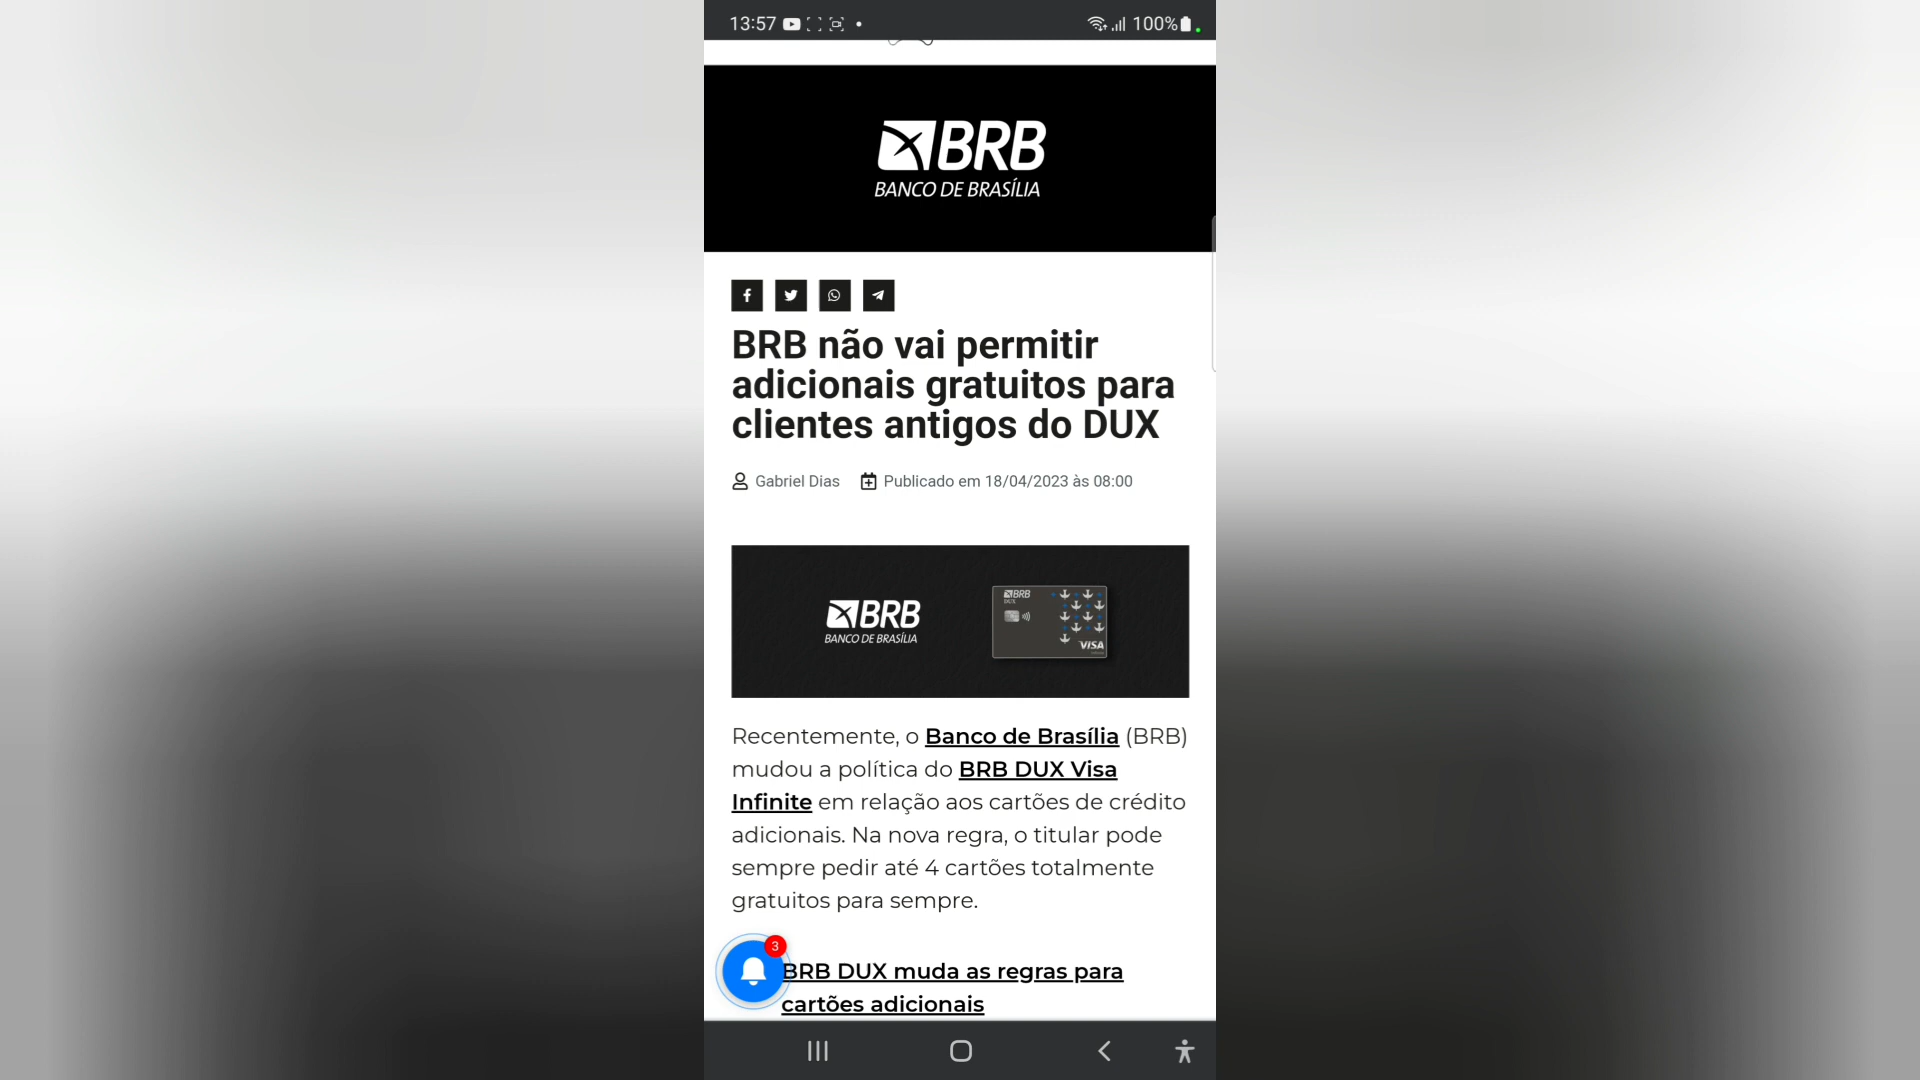 13:57
100%
BRB
BANCO DE BRASÍLIA
BRB não vai permitir
adicionais gratuitos para
clientes antigos do DUX
Gabriel Dias Publicado em 18/04/2023 às 08:00
BRB
BANCO DE BRASÍLIA
BRB
DUX
VISA
Recentemente, o Banco de Brasília (BRB)
mudou a política do BRB DUX Visa
Infinite em relação aos cartões de crédito
adicionais. Na nova regra, o titular pode
sempre pedir até 4 cartões totalmente
gratuitos para sempre.
3
BRB DUX muda as regras para
cartões adicionais